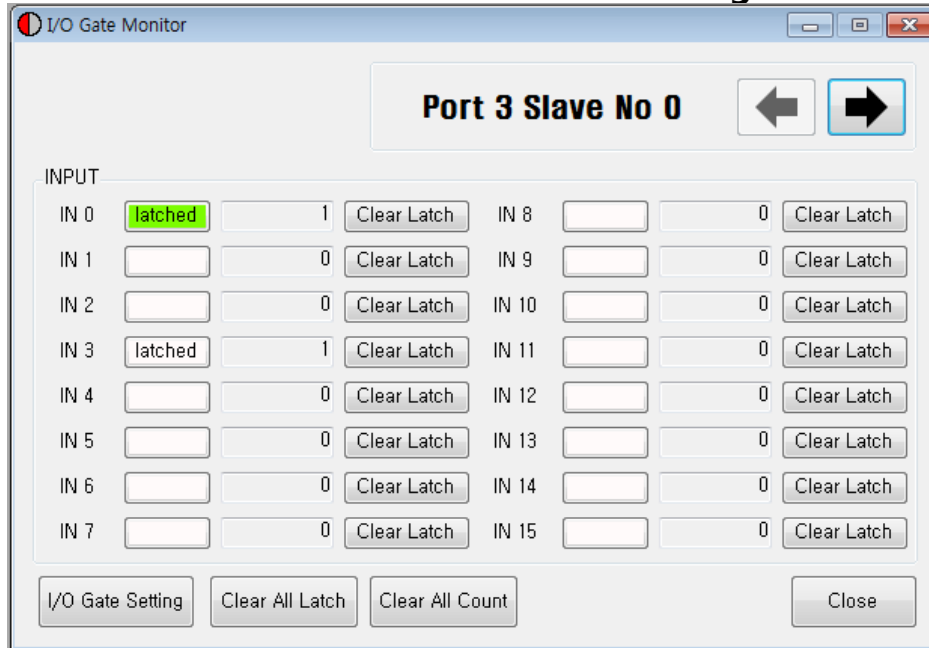 I/O Gate Monitor
Port 3 Slave No 0
INPUT
IN 0 latched 1 Clear Latch IN 8 0 Clear Latch
IN 1 0 Clear Latch IN 9 0 Clear Latch
IN 2 0 Clear Latch IN 10 0 Clear Latch
IN 3 latched 1 Clear Latch IN 11 0 Clear Latch
IN 4 0 Clear Latch IN 12 0 Clear Latch
IN 5 0 Clear Latch IN 13 0 Clear Latch
IN 6 0 Clear Latch IN 14 0 Clear Latch
IN 7 0 Clear Latch IN 15 0 Clear Latch
I/O Gate Setting Clear All Latch Clear All Count Close